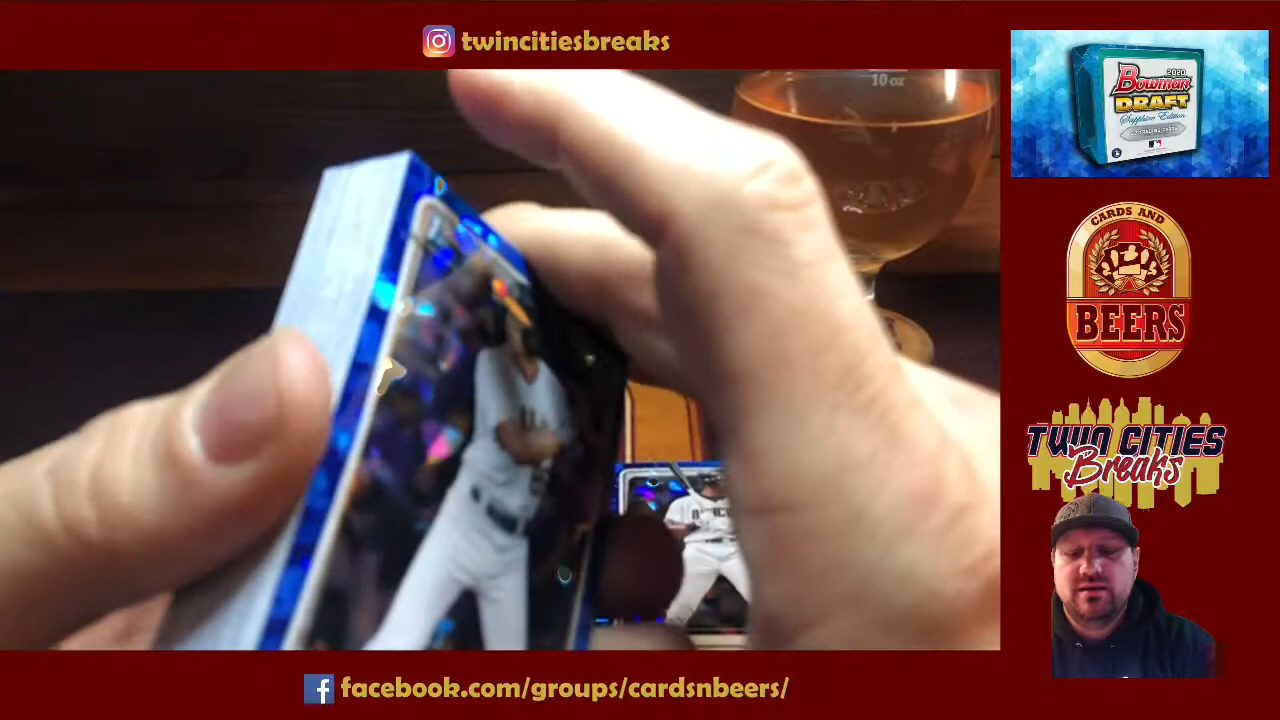 twincitiesbreaks
10 oz
2020
Bowman
DRAFT
Sapphire Edition
CARDS AND
BEERS
TWIN CITIES
Breaks
facebook.com/groups/cardsnbeers/